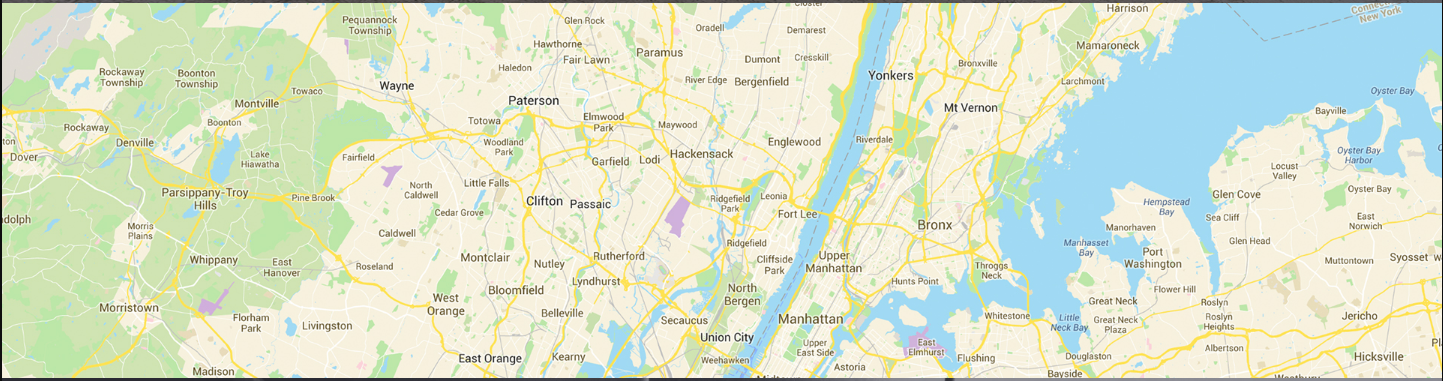 Closter
Harrison
Connecticut
New York
Pequannock
Township
Glen Rock
Oradell
Demarest
Hawthorne
Paramus
Mamaroneck
Fair Lawn
Dumont
Cresskill
Bronxville
Haledon
Rockaway
Township
Boonton
Township
River Edge
Bergenfield
Yonkers
Larchmont
Wayne
Towaco
Oyster Bay
Montville
Paterson
Mt Vernon
Bayville
Totowa
Elmwood
Park
Maywood
Boonton
Rockaway
Denville
Woodland
Park
Englewood
Riverdale
Dover
Lake
Hiawatha
Fairfield
Garfield
Lodi
Hackensack
Oyster Bay
Harbor
Locust
Valley
North
Caldwell
Little Falls
Parsippany-Troy
Hills
Pine Brook
Clifton
Passaic
Ridgefield
Park
Leonia
Glen Cove
Oyster Bay
Hempstead
Bay
Cedar Grove
Fort Lee
Sea Cliff
East
Norwich
dolph
Morris
Plains
Caldwell
Bronx
Manorhaven
Ridgefield
Manhasset
Bay
Glen Head
Whippany
East
Hanover
Roseland
Montclair
Nutley
Rutherford
Cliffside
Park
Upper
Manhattan
Throgs
Neck
Port
Washington
Muttontown
Syosset
Lyndhurst
Hunts Point
Bloomfield
North
Bergen
Flower Hill
West
Orange
Great Neck
Roslyn
Morristown
Belleville
Florham
Park
Livingston
Secaucus
Manhattan
Whitestone
Little
Neck Bay
Great Neck
Plaza
Roslyn
Heights
Jericho
Union City
East Orange
Kearny
Weehawken
Upper
East Side
East
Elmhurst
Flushing
Douglaston
Albertson
Hicksville
Madison
Astoria
Bayside